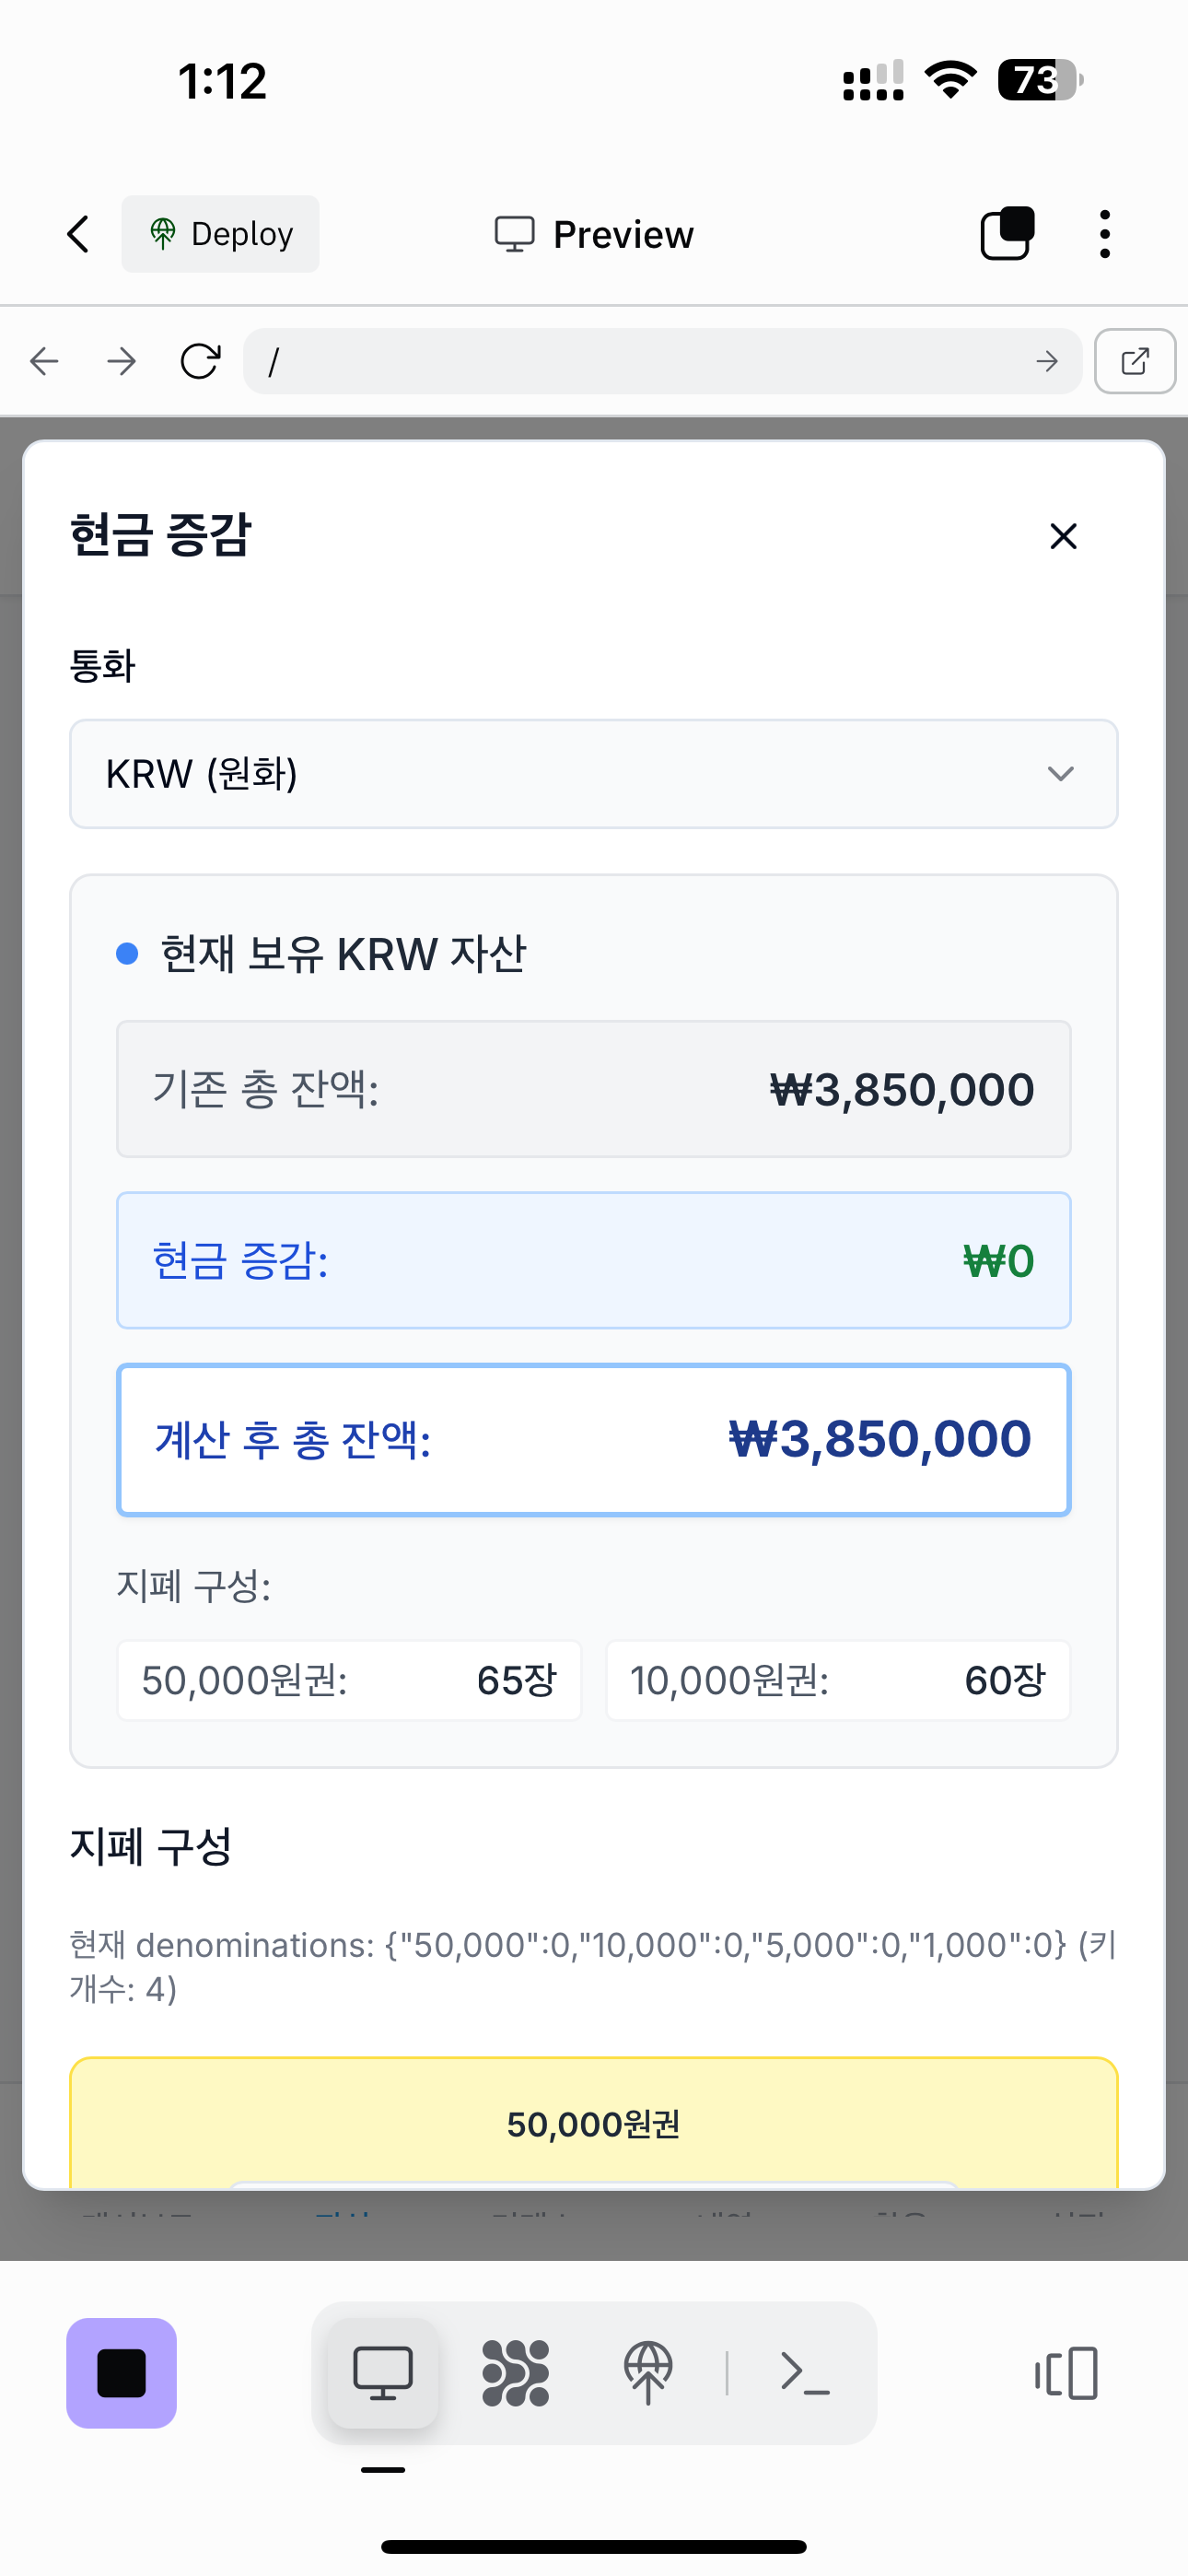 1:12
73
Deploy
Preview
/
현금 증감
통화
KRW (원화)
현재 보유 KRW 자산
기존 총 잔액:
₩3,850,000
현금 증감:
₩0
계산 후 총 잔액:
₩3,850,000
지폐 구성:
50,000원권:
65장
10,000원권:
60장
지폐 구성
현재 denominations: {"50,000":0,"10,000":0,"5,000":0,"1,000":0} (키
개수: 4)
50,000원권